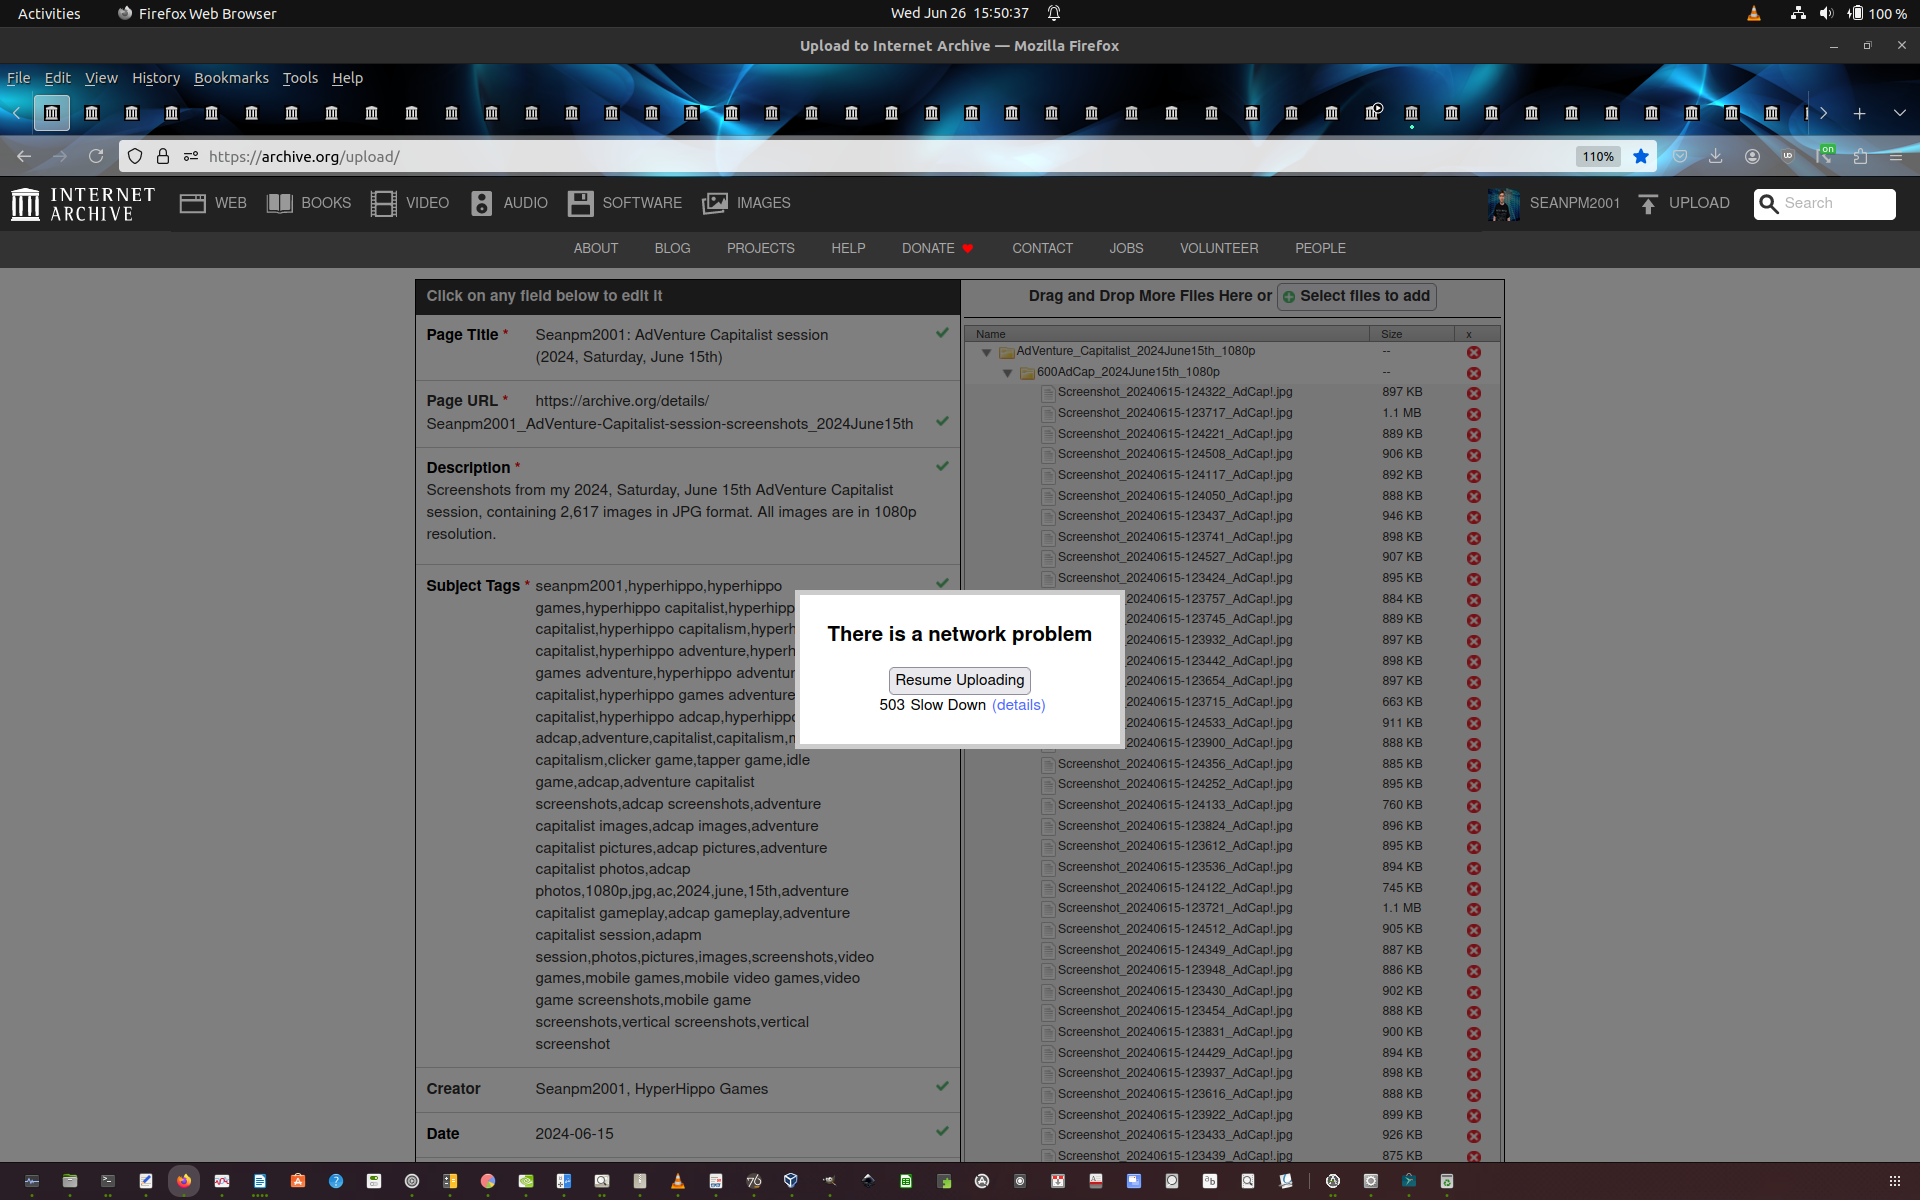 Activities
Firefox Web Browser
Wed Jun 26 15:50:37
100 %
Upload to Internet Archive — Mozilla Firefox
File Edit View History Bookmarks Tools Help
https://archive.org/upload/
110%
on
INTERNET ARCHIVE
WEB BOOKS VIDEO AUDIO SOFTWARE IMAGES
SEANPM2001 UPLOAD Search
ABOUT BLOG PROJECTS HELP DONATE CONTACT JOBS VOLUNTEER PEOPLE
Click on any field below to edit it
Page Title * Seanpm2001: AdVenture Capitalist session
(2024, Saturday, June 15th)
Page URL * https://archive.org/details/
Seanpm2001_AdVenture-Capitalist-session-screenshots_2024June15th
Description *
Screenshots from my 2024, Saturday, June 15th AdVenture Capitalist
session, containing 2,617 images in JPG format. All images are in 1080p
resolution.
Subject Tags * seanpm2001,hyperhippo,hyperhippo
games,hyperhippo capitalist,hyperhipp
capitalist,hyperhippo capitalism,hyperh
capitalist,hyperhippo adventure,hyperh
games adventure,hyperhippo adventur
capitalist,hyperhippo games adventure
capitalist,hyperhippo adcap,hyperhippo
adcap,adventure,capitalist,capitalism,
capitalism,clicker game,tapper game,idle
game,adcap,adventure capitalist
screenshots,adcap screenshots,adventure
capitalist images,adcap images,adventure
capitalist pictures,adcap pictures,adventure
capitalist photos,adcap
photos,1080p,jpg,ac,2024,june,15th,adventure
capitalist gameplay,adcap gameplay,adventure
capitalist session,adapm
session,photos,pictures,images,screenshots,video
games,mobile games,mobile video games,video
game screenshots,mobile game
screenshots,vertical screenshots,vertical
screenshot
Creator Seanpm2001, HyperHippo Games
Date 2024-06-15
There is a network problem
Resume Uploading
503 Slow Down (details)
Drag and Drop More Files Here or Select files to add
Name Size x
AdVenture_Capitalist_2024June15th_1080p --
600AdCap_2024June15th_1080p --
Screenshot_20240615-124322_AdCap!.jpg 897 KB
Screenshot_20240615-123717_AdCap!.jpg 1.1 MB
Screenshot_20240615-124221_AdCap!.jpg 889 KB
Screenshot_20240615-124508_AdCap!.jpg 906 KB
Screenshot_20240615-124117_AdCap!.jpg 892 KB
Screenshot_20240615-124050_AdCap!.jpg 888 KB
Screenshot_20240615-123437_AdCap!.jpg 946 KB
Screenshot_20240615-123741_AdCap!.jpg 898 KB
Screenshot_20240615-124527_AdCap!.jpg 907 KB
Screenshot_20240615-123424_AdCap!.jpg 895 KB
20240615-123757_AdCap!.jpg 884 KB
20240615-123745_AdCap!.jpg 889 KB
20240615-123932_AdCap!.jpg 897 KB
20240615-123442_AdCap!.jpg 898 KB
20240615-123654_AdCap!.jpg 897 KB
20240615-123715_AdCap!.jpg 663 KB
20240615-124533_AdCap!.jpg 911 KB
20240615-123900_AdCap!.jpg 888 KB
Screenshot_20240615-124356_AdCap!.jpg 885 KB
Screenshot_20240615-124252_AdCap!.jpg 895 KB
Screenshot_20240615-124133_AdCap!.jpg 760 KB
Screenshot_20240615-123824_AdCap!.jpg 896 KB
Screenshot_20240615-123612_AdCap!.jpg 895 KB
Screenshot_20240615-123536_AdCap!.jpg 894 KB
Screenshot_20240615-124122_AdCap!.jpg 745 KB
Screenshot_20240615-123721_AdCap!.jpg 1.1 MB
Screenshot_20240615-124512_AdCap!.jpg 905 KB
Screenshot_20240615-124349_AdCap!.jpg 887 KB
Screenshot_20240615-123948_AdCap!.jpg 886 KB
Screenshot_20240615-123430_AdCap!.jpg 902 KB
Screenshot_20240615-123454_AdCap!.jpg 888 KB
Screenshot_20240615-123831_AdCap!.jpg 900 KB
Screenshot_20240615-124429_AdCap!.jpg 894 KB
Screenshot_20240615-123937_AdCap!.jpg 898 KB
Screenshot_20240615-123616_AdCap!.jpg 888 KB
Screenshot_20240615-123922_AdCap!.jpg 899 KB
Screenshot_20240615-123433_AdCap!.jpg 926 KB
Screenshot_20240615-123439_AdCap!.jpg 875 KB